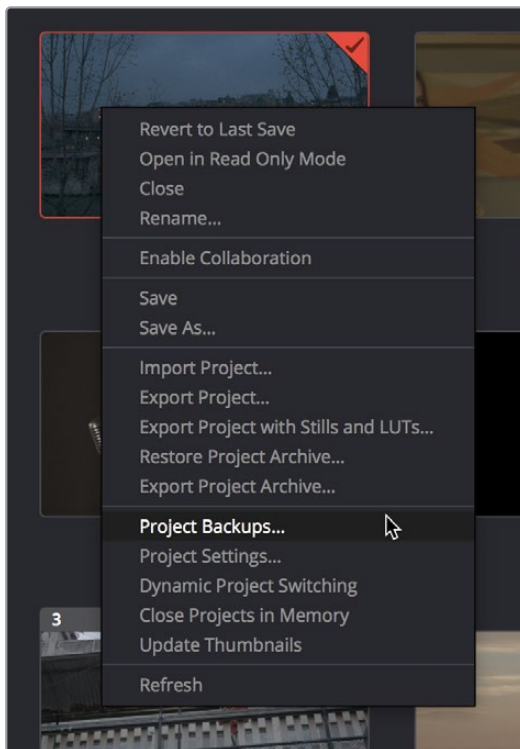 Revert to Last Save
Open in Read Only Mode
Close
Rename...
Enable Collaboration
Save
Save As...
Import Project...
Export Project...
Export Project with Stills and LUTs...
Restore Project Archive...
Export Project Archive...
Project Backups...
Project Settings...
Dynamic Project Switching
Close Projects in Memory
3
Update Thumbnails
Refresh